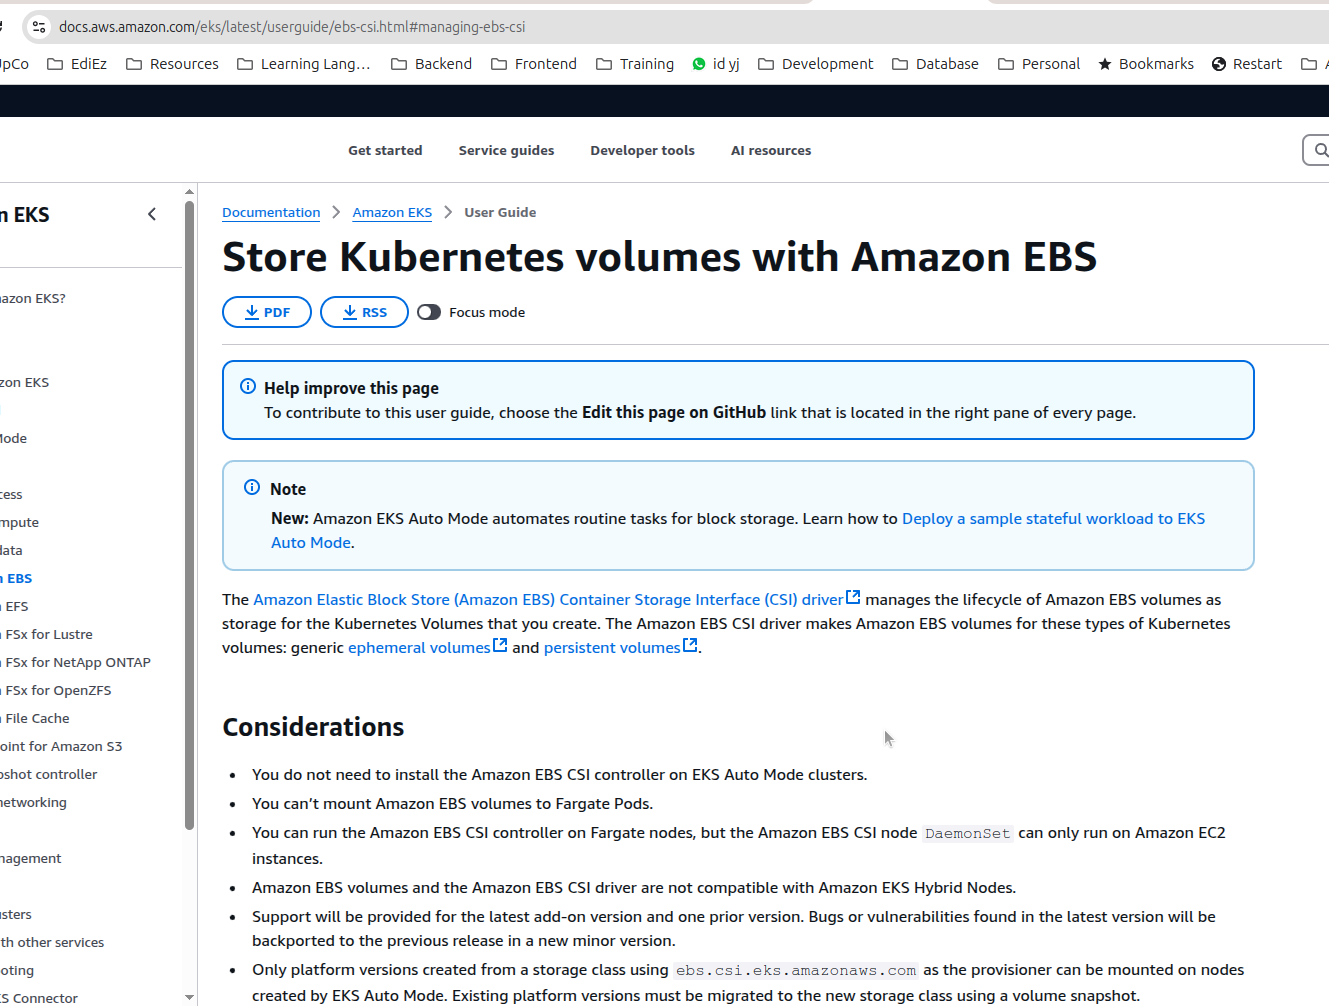 docs.aws.amazon.com/eks/latest/userguide/ebs-csi.html#managing-ebs-csi
EdiEz Resources Learning Lang... Backend Frontend Training id yj Development Database Personal Bookmarks Restart
Get started Service guides Developer tools AI resources
EKS
EKS?
EKS
EBS
EFS
FSx for Lustre
FSx for NetApp ONTAP
FSx for OpenZFS
File Cache
for Amazon S3
controller
other services
Connector
Documentation > Amazon EKS > User Guide
Store Kubernetes volumes with Amazon EBS
PDF RSS Focus mode
Help improve this page
To contribute to this user guide, choose the Edit this page on GitHub link that is located in the right pane of every page.
Note
New: Amazon EKS Auto Mode automates routine tasks for block storage. Learn how to Deploy a sample stateful workload to EKS
Auto Mode.
The Amazon Elastic Block Store (Amazon EBS) Container Storage Interface (CSI) driver manages the lifecycle of Amazon EBS volumes as
storage for the Kubernetes Volumes that you create. The Amazon EBS CSI driver makes Amazon EBS volumes for these types of Kubernetes
volumes: generic ephemeral volumes and persistent volumes.
Considerations
• You do not need to install the Amazon EBS CSI controller on EKS Auto Mode clusters.
• You can't mount Amazon EBS volumes to Fargate Pods.
• You can run the Amazon EBS CSI controller on Fargate nodes, but the Amazon EBS CSI node DaemonSet can only run on Amazon EC2
instances.
• Amazon EBS volumes and the Amazon EBS CSI driver are not compatible with Amazon EKS Hybrid Nodes.
• Support will be provided for the latest add-on version and one prior version. Bugs or vulnerabilities found in the latest version will be
backported to the previous release in a new minor version.
• Only platform versions created from a storage class using ebs.csi.eks.amazonaws.com as the provisioner can be mounted on nodes
created by EKS Auto Mode. Existing platform versions must be migrated to the new storage class using a volume snapshot.